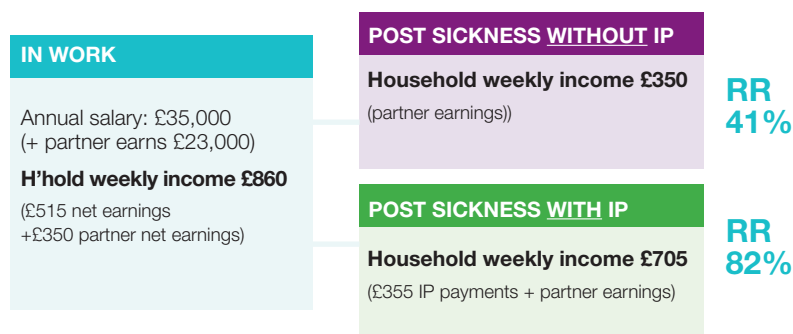 IN WORK
Annual salary: £35,000
(+ partner earns £23,000)
H'hold weekly income £860
(£515 net earnings
+£350 partner net earnings)
POST SICKNESS WITHOUT IP
Household weekly income £350
(partner earnings))
RR
41%
POST SICKNESS WITH IP
Household weekly income £705
(£355 IP payments + partner earnings)
RR
82%